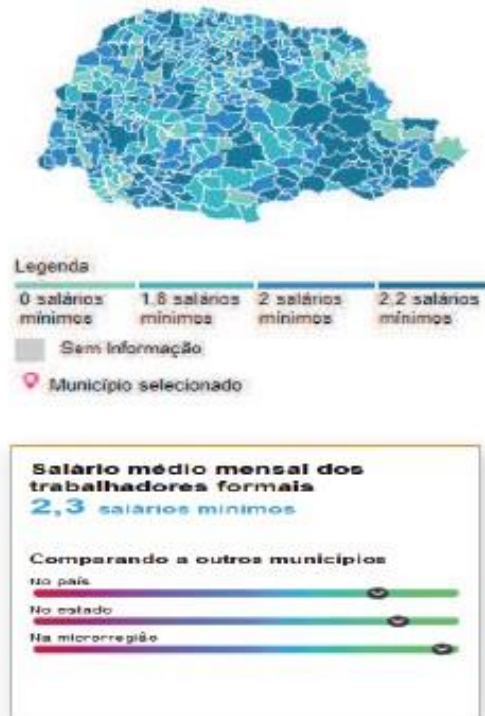 Legenda
0 salários mínimos
1,8 salários mínimos
2 salários mínimos
2,2 salários mínimos
Sem Informação
Município selecionado
Salário médio mensal dos
trabalhadores formais
2,3 salários mínimos
Comparando a outros municípios
No país
No estado
Na microrregião